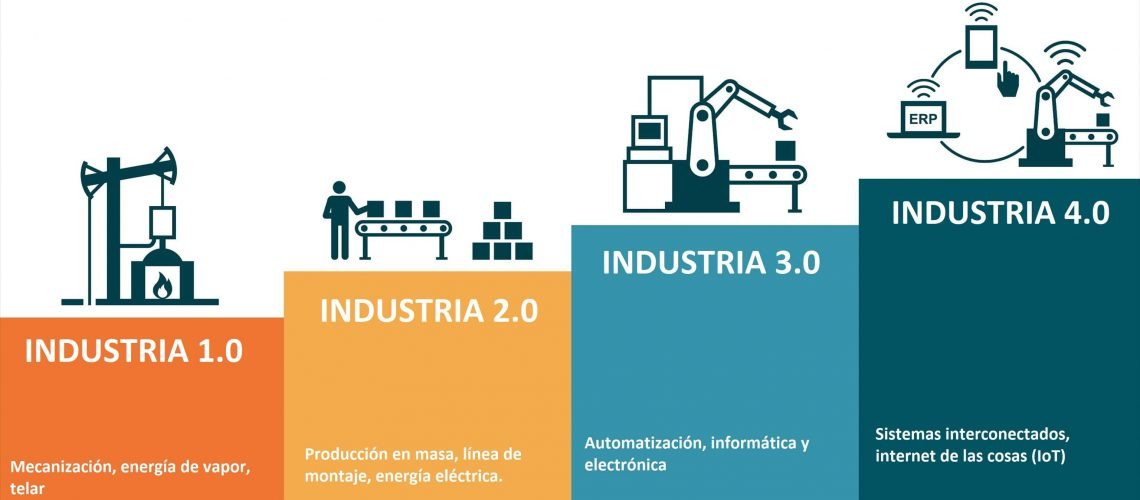 INDUSTRIA 1.0
Mecanización, energía de vapor,
telar
INDUSTRIA 2.0
Producción en masa, línea de
montaje, energía eléctrica.
INDUSTRIA 3.0
Automatización, informática y
electrónica
ERP
INDUSTRIA 4.0
Sistemas interconectados,
internet de las cosas (IoT)